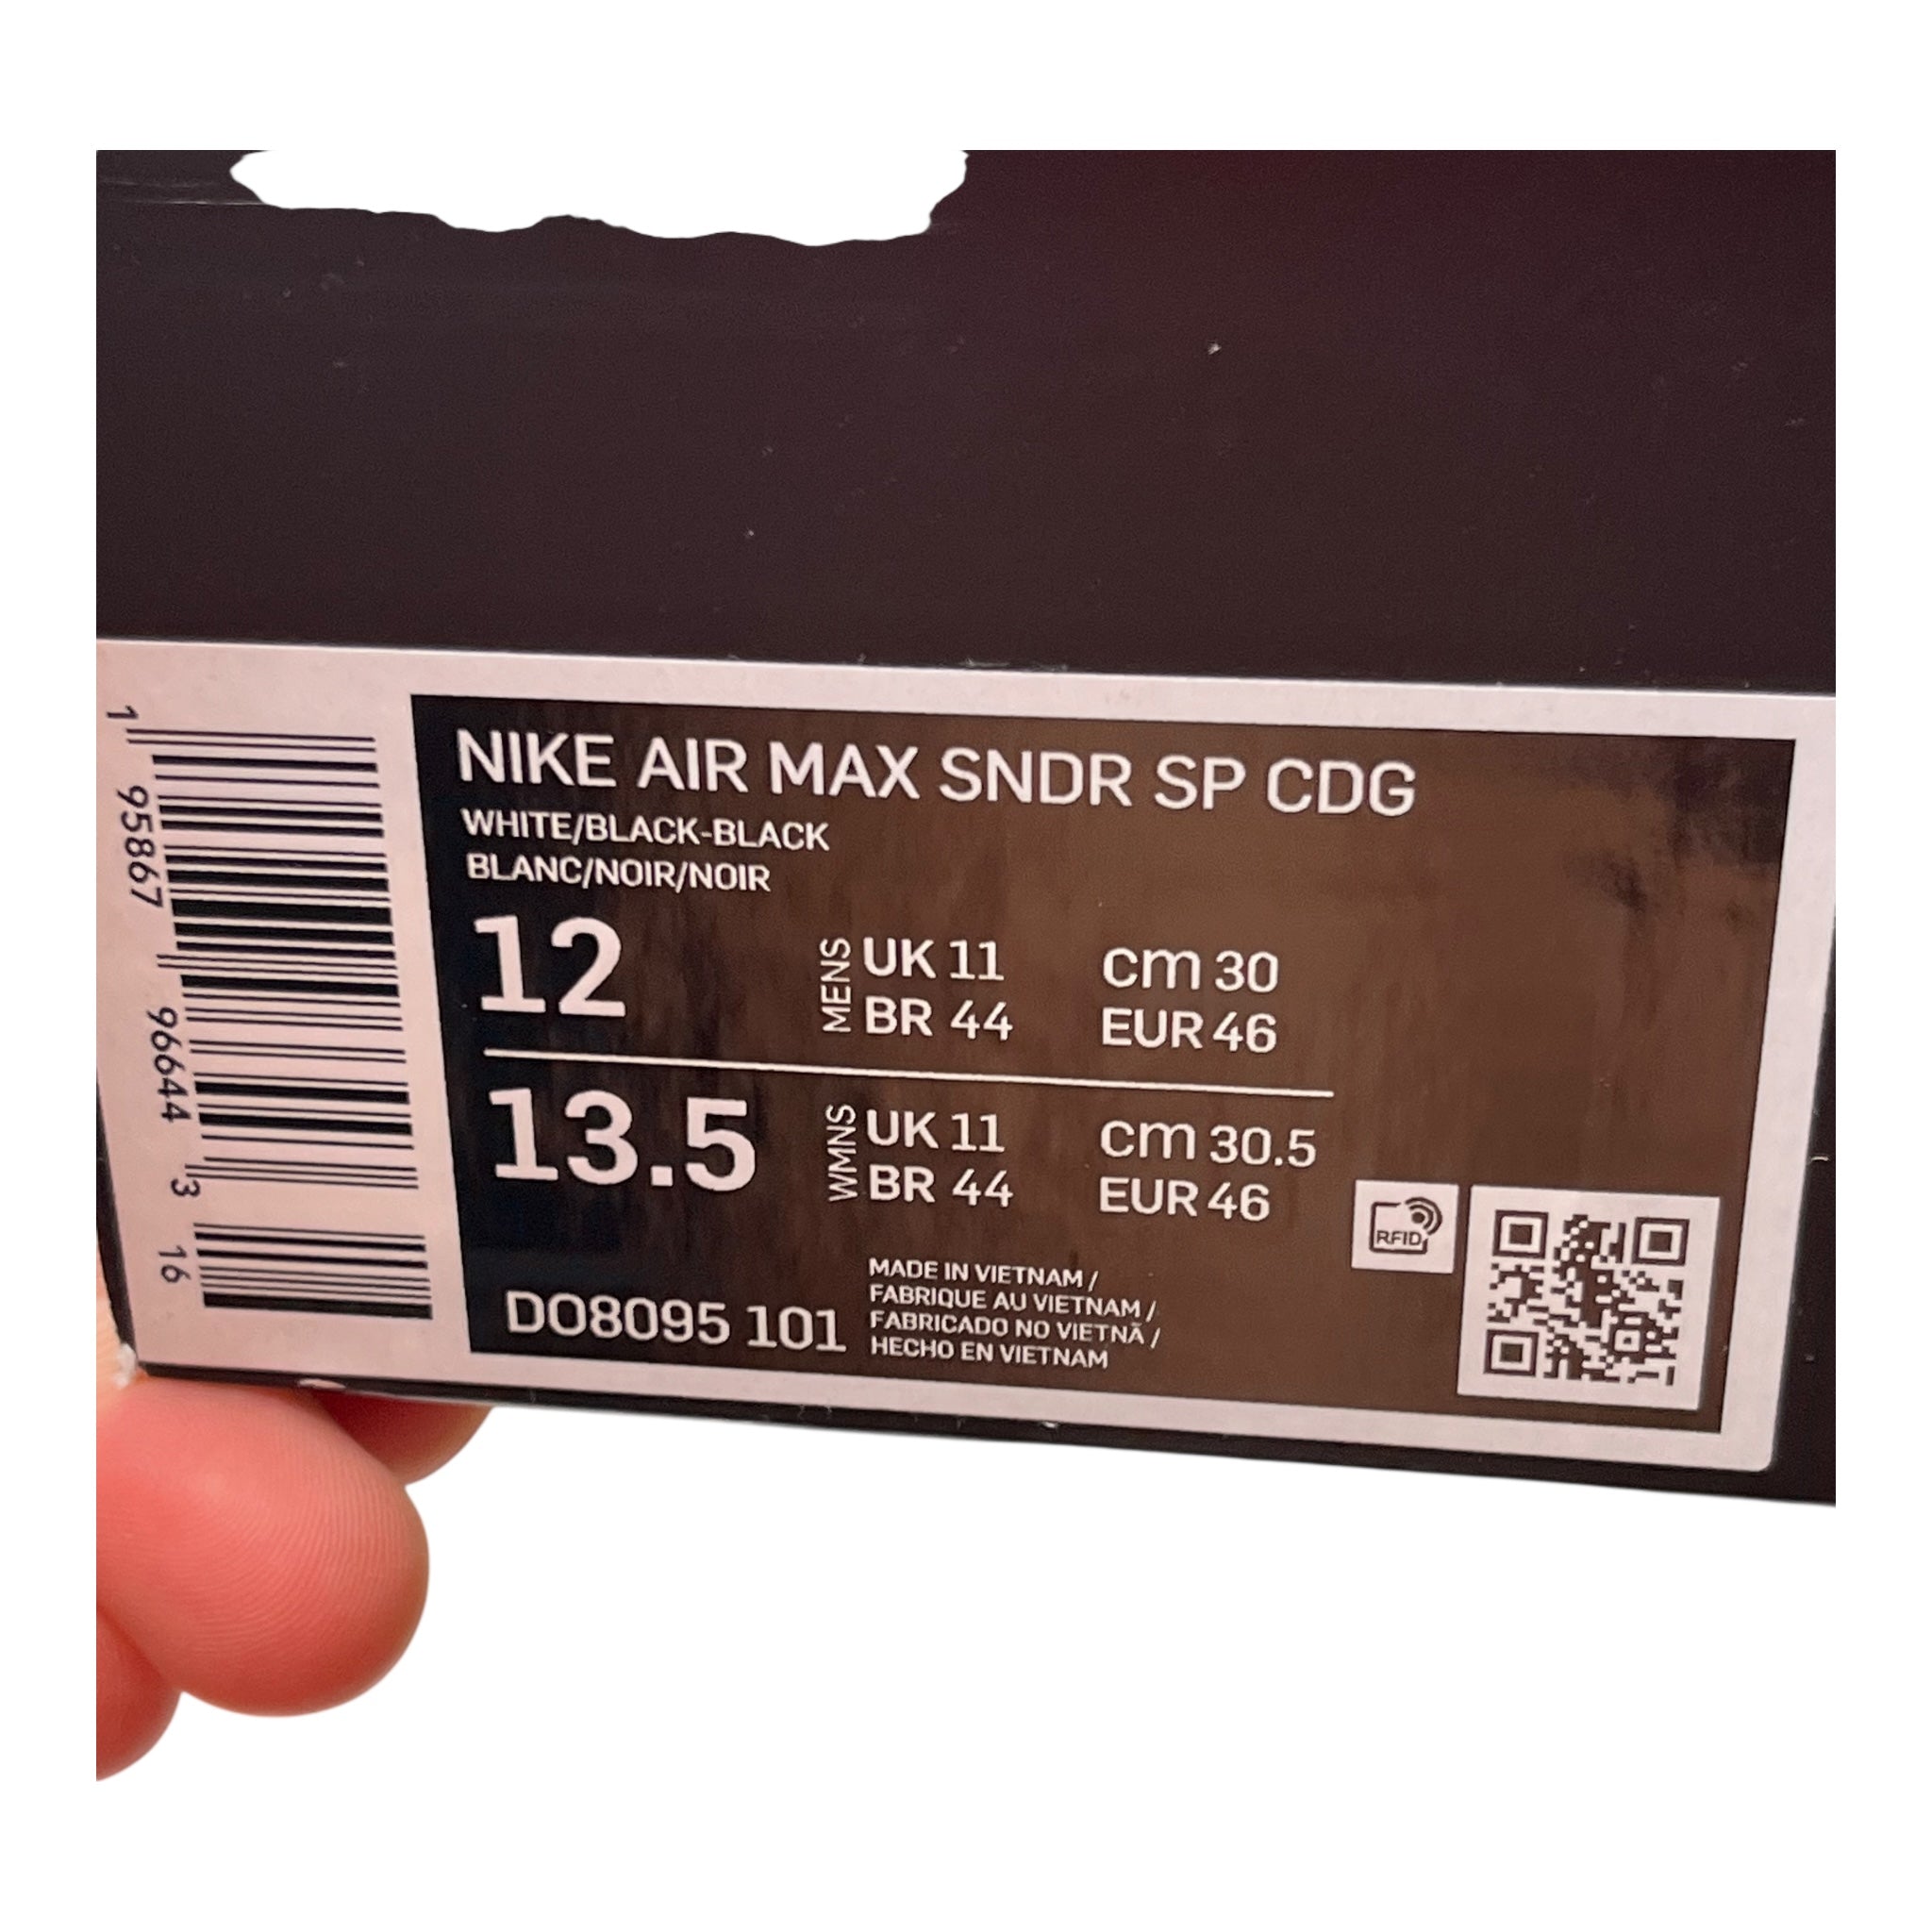 NIKE AIR MAX SNDR SP CDG
WHITE/BLACK-BLACK
BLANC/NOIR/NOIR
12
MENS
UK 11
cm 30
BR 44
EUR 46
13.5
WMNS
UK 11
cm 30.5
BR 44
EUR 46
DO8095 101
MADE IN VIETNAM /
FABRIQUE AU VIETNAM /
FABRICADO NO VIETNÃ /
HECHO EN VIETNAM
RFID
1 95867 96644 3 16